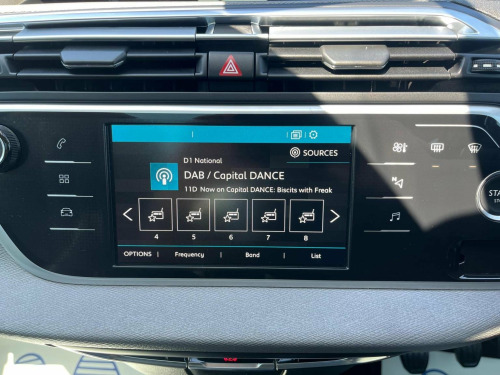 D1 National
SOURCES
DAB / Capital DANCE
11D Now on Capital DANCE: Biscits with Freak
4 5 6 7 8
OPTIONS Frequency Band List